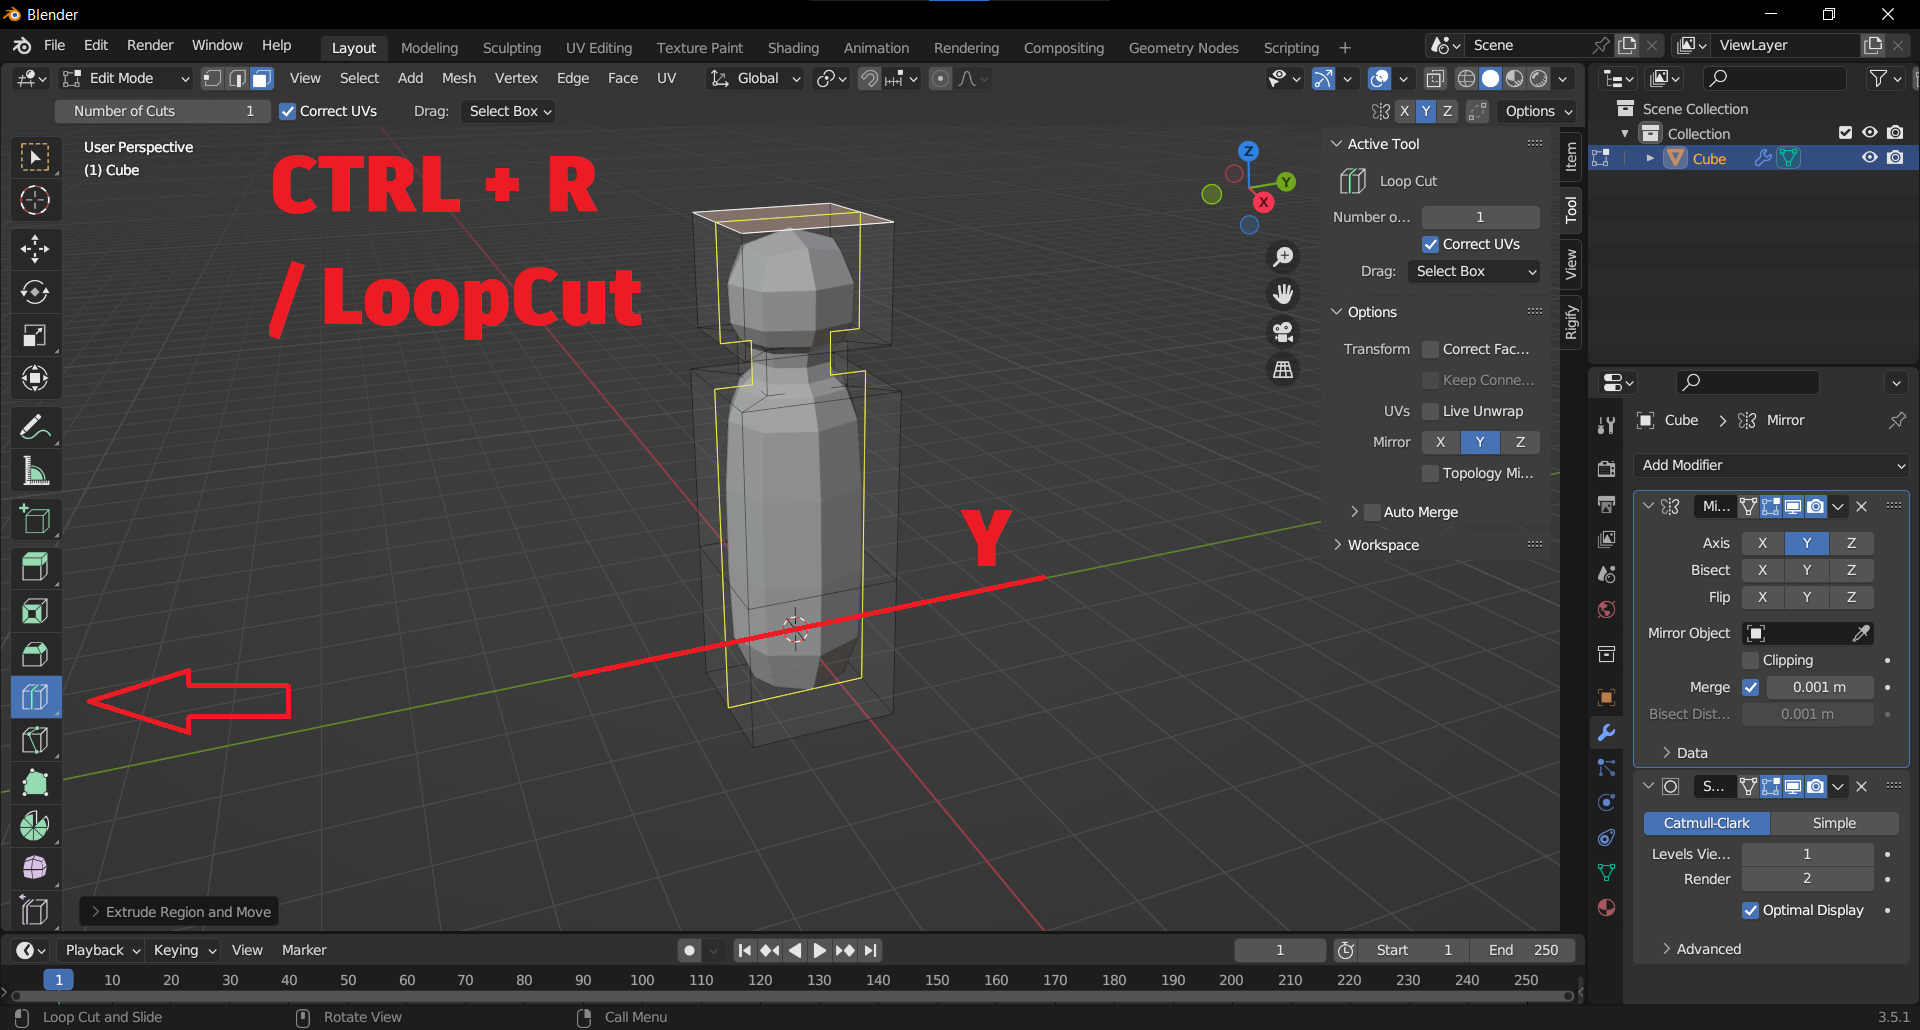 Blender
File Edit Render Window Help Layout Modeling Sculpting UV Editing Texture Paint Shading Animation Rendering Compositing Geometry Nodes Scripting + Scene ViewLayer
Edit Mode View Select Add Mesh Vertex Edge Face UV Global
Number of Cuts 1 Correct UVs Drag: Select Box X Y Z Options
User Perspective
(1) Cube
CTRL + R
/ LoopCut
Y
Z
Y
X
Active Tool
Loop Cut
Number o... 1
Correct UVs
Drag: Select Box
Options
Transform Correct Fac...
Keep Conne...
UVs Live Unwrap
Mirror X Y Z
Topology Mi...
Auto Merge
Workspace
Item
Tool
View
Rigify
Scene Collection
Collection
Cube
Cube > Mirror
Add Modifier
Mi...
Axis X Y Z
Bisect X Y Z
Flip X Y Z
Mirror Object
Clipping
Merge 0.001 m
Bisect Dist... 0.001 m
Data
S...
Catmull-Clark Simple
Levels Vie... 1
Render 2
Optimal Display
Advanced
Extrude Region and Move
Playback Keying View Marker 1 Start 1 End 250
1 10 20 30 40 50 60 70 80 90 100 110 120 130 140 150 160 170 180 190 200 210 220 230 240 250
Loop Cut and Slide Rotate View Call Menu 3.5.1